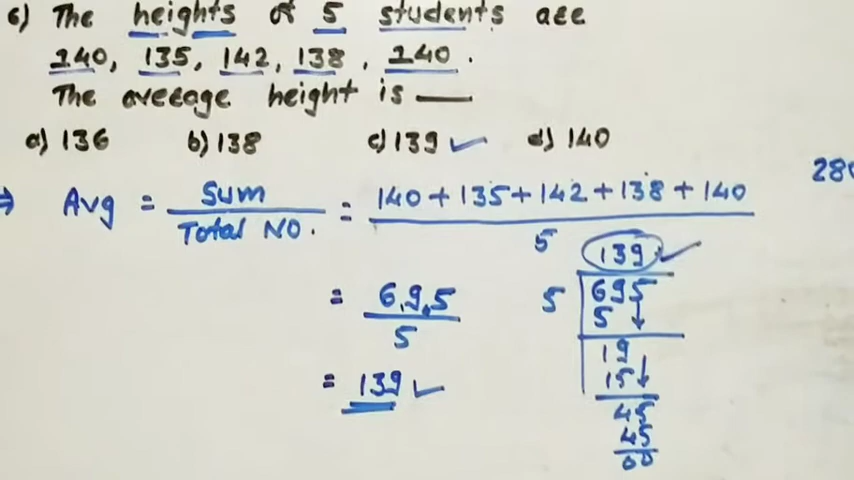 c) The heights of 5 students are
140, 135, 142, 138, 140.
The average height is ___
a) 136 b) 138 c) 139 ✓ d) 140
⇒ Avg = Sum / Total NO. = 140 + 135 + 142 + 138 + 140 / 5
= 695 / 5
= 139 ✓
139 ✓
5 695
5 ↓
19
15 ↓
45
45
00